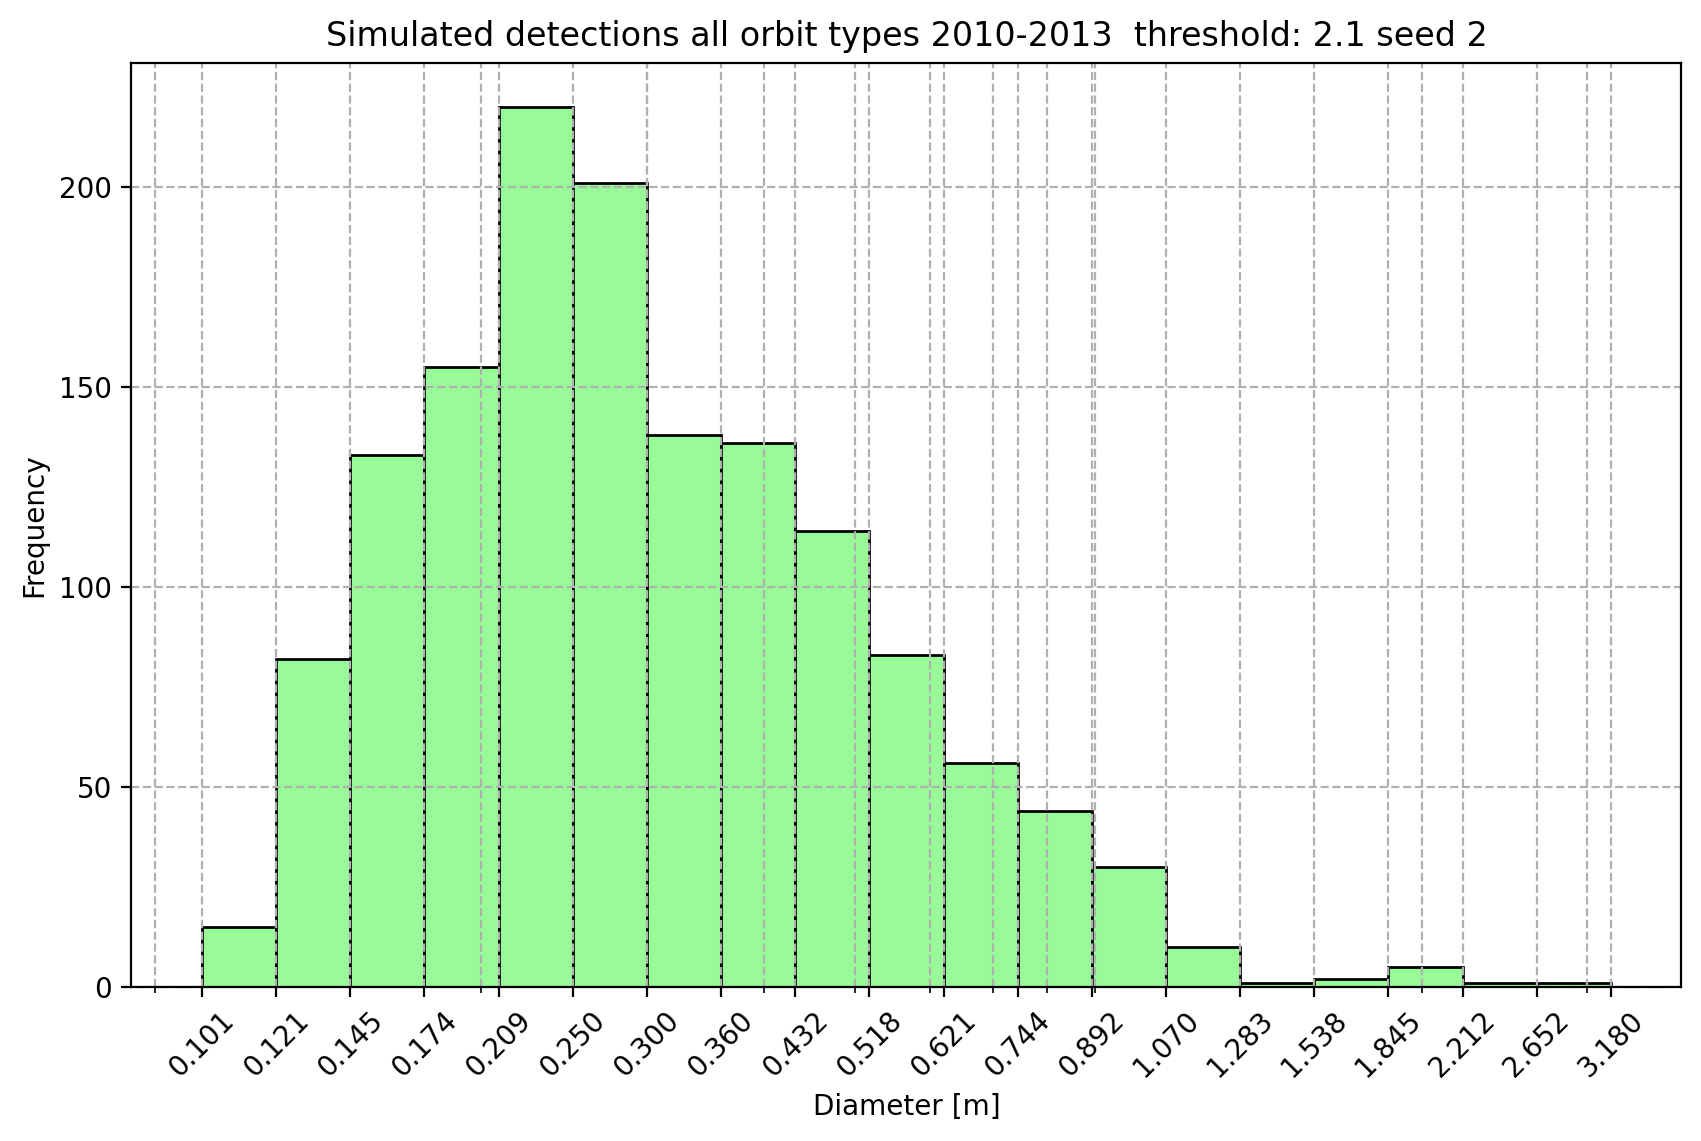 Simulated detections all orbit types 2010-2013  threshold: 2.1 seed 2
Frequency
200
150
100
50
0
0.101 0.121 0.145 0.174 0.209 0.250 0.300 0.360 0.432 0.518 0.621 0.744 0.892 1.070 1.283 1.538 1.845 2.212 2.652 3.180
Diameter [m]